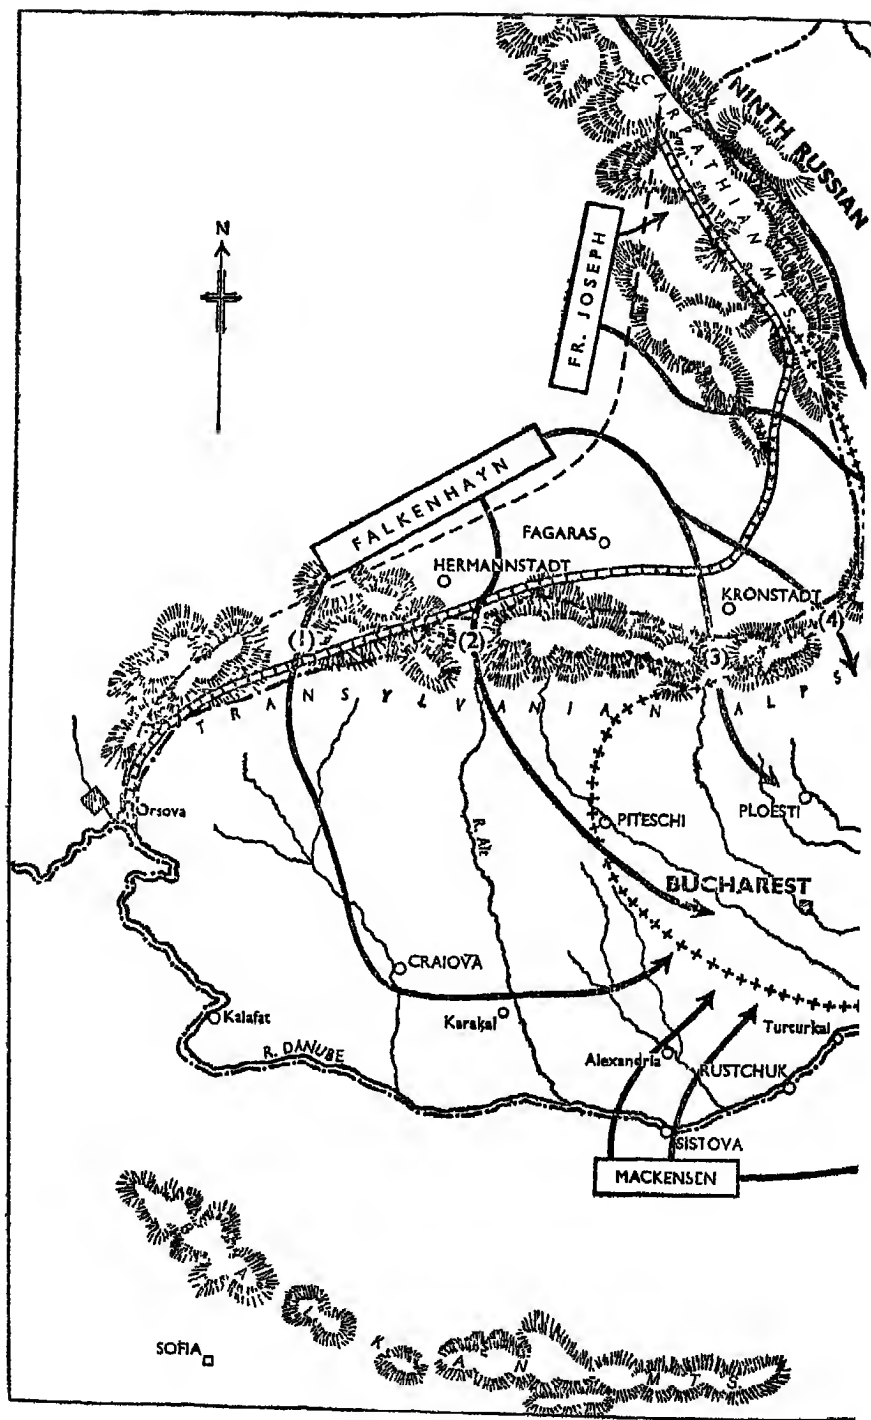 CARPATHIAN MTS.
NINTH RUSSIAN
N
FR. JOSEPH
FALKENHAYN
FAGARAS
HERMANNSTADT
KRONSTADT
(1)
(2)
(3)
(4)
TRANSYLVANIAN ALPS
Orsova
R. Alt
PITESCHI
PLOESTI
BUCHAREST
CRAIOVA
Kalafat
Karakal
R. DANUBE
Turturkai
Alexandria
RUSTCHUK
SISTOVA
MACKENSEN
BALKAN MTS
SOFIA